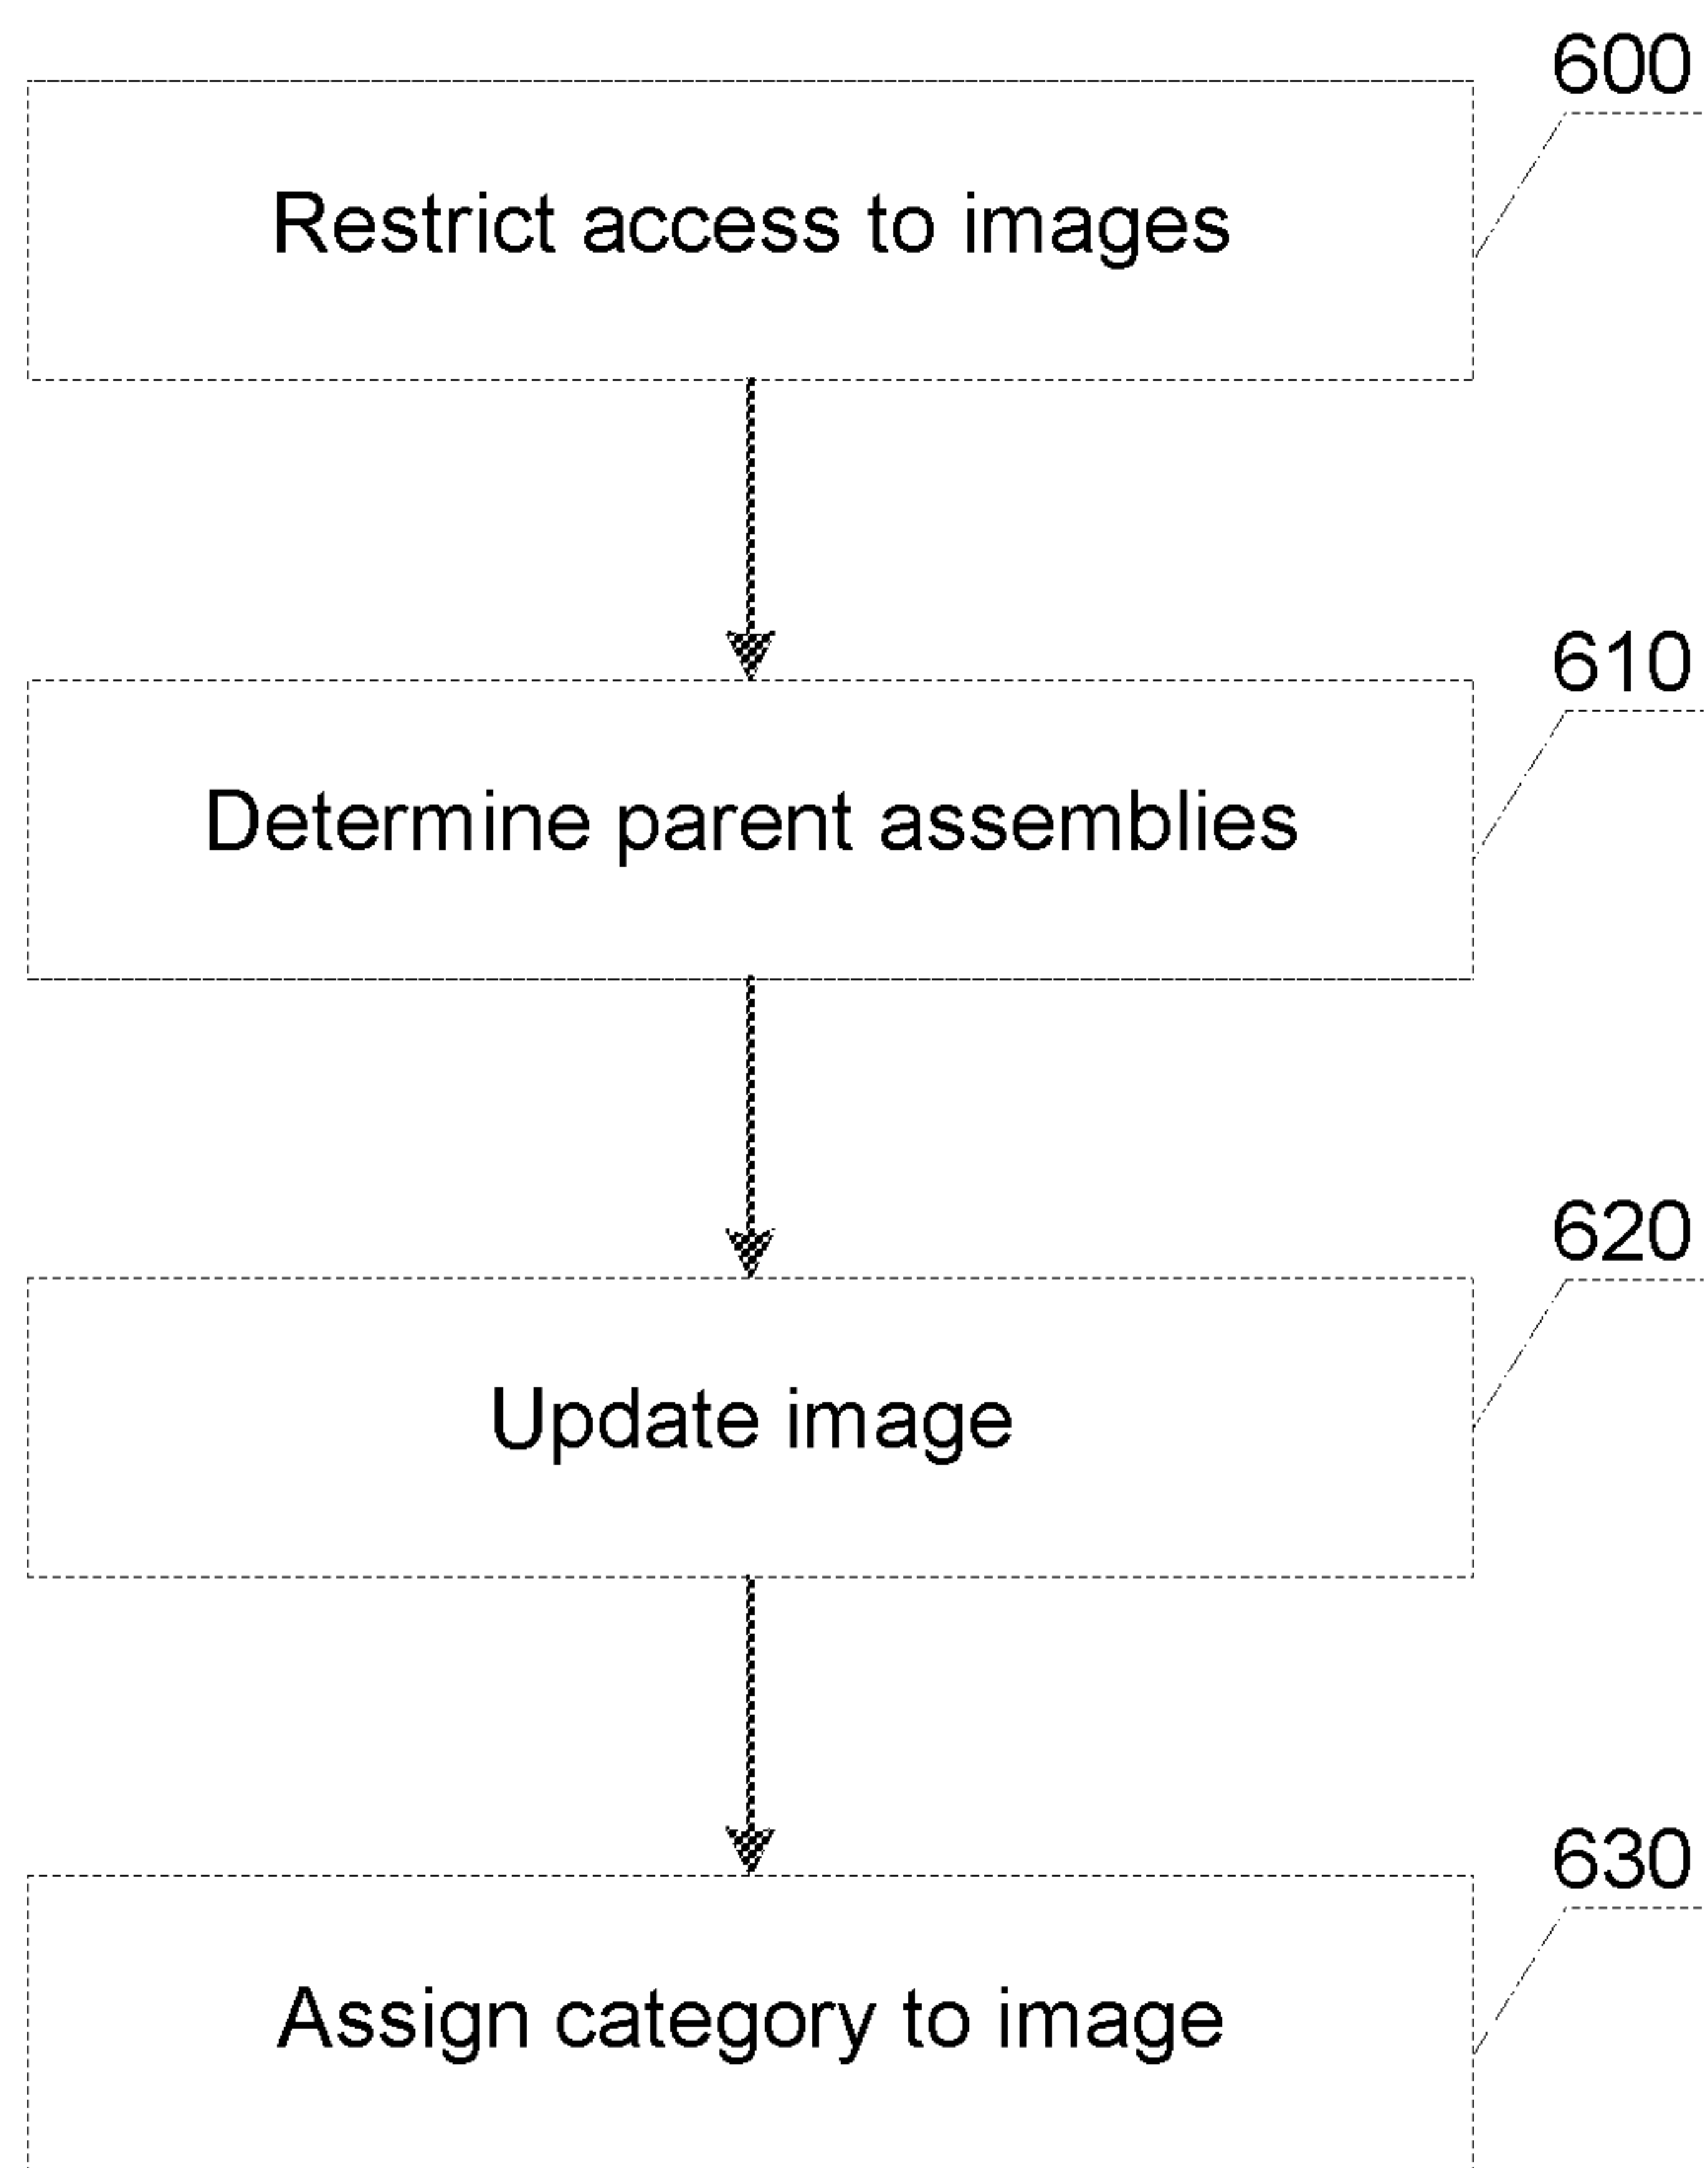 600
Restrict access to images
610
Determine parent assemblies
620
Update image
630
Assign category to image